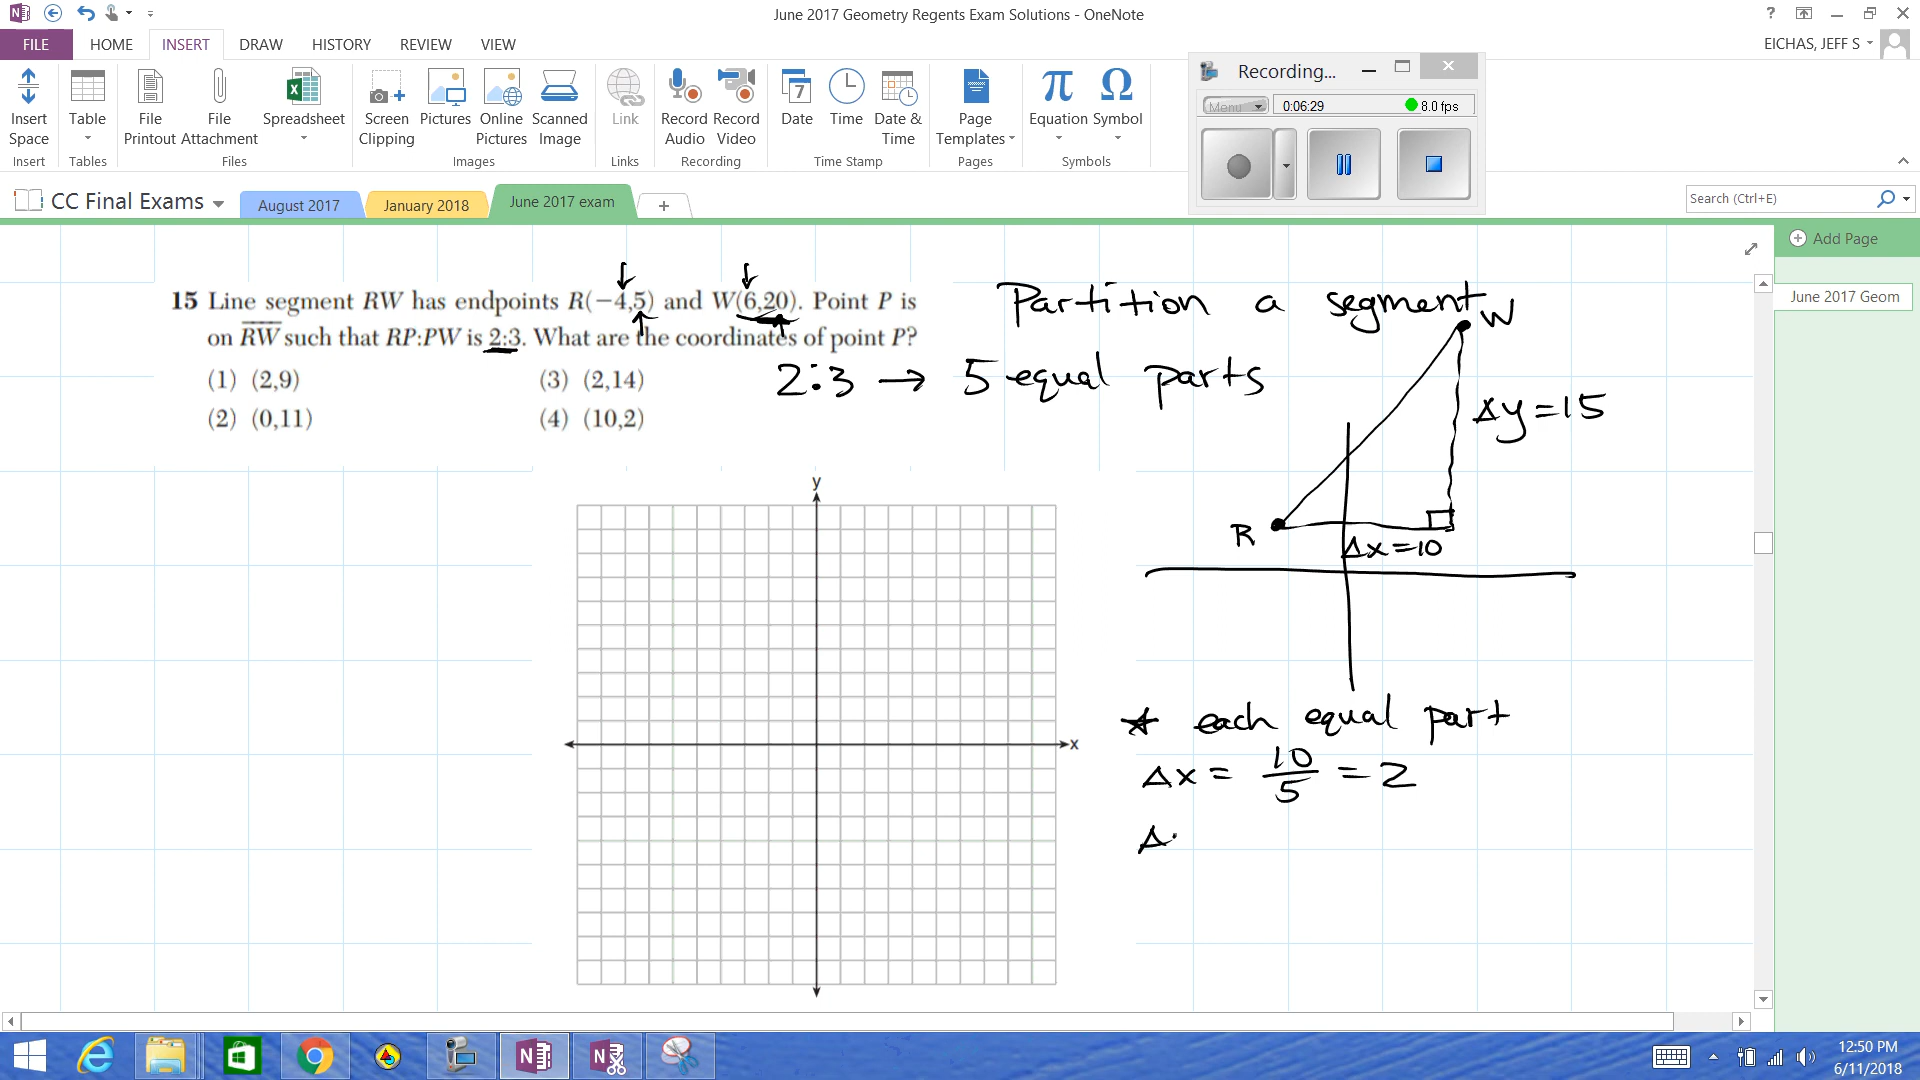 June 2017 Geometry Regents Exam Solutions - OneNote
FILE HOME INSERT DRAW HISTORY REVIEW VIEW
EICHAS, JEFF S
Insert Space
Table
File Printout
File Attachment
Spreadsheet
Screen Clipping
Pictures
Online Pictures
Scanned Image
Link
Record Audio
Record Video
Date
Time
Date & Time
Page Templates
Equation
Symbol
Insert Tables Files Images Links Recording Time Stamp Pages Symbols
Recording...
Menu 0:06:29 8.0 fps
CC Final Exams August 2017 January 2018 June 2017 exam +
Search (Ctrl+E)
Add Page
June 2017 Geom
15 Line segment RW has endpoints R(−4,5) and W(6,20). Point P is
on RW such that RP:PW is 2:3. What are the coordinates of point P?
(1) (2,9) (3) (2,14)
(2) (0,11) (4) (10,2)
Partition a segment
2:3 → 5 equal parts
W
Δy = 15
R
Δx = 10
y
x
* each equal part
Δx = 10/5 = 2
Δ
12:50 PM
6/11/2018